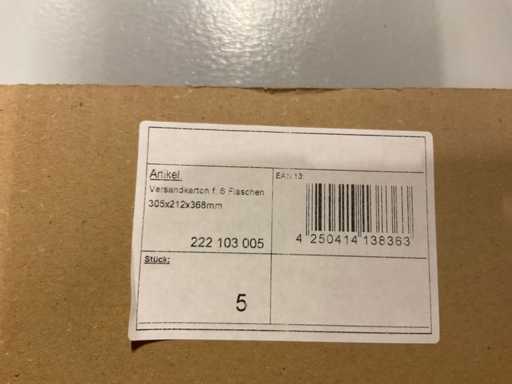 Artikel:
Versandkarton f. 6 Flaschen
305x212x368mm
222 103 005
EAN 13:
4 250414 138363
Stück:
5